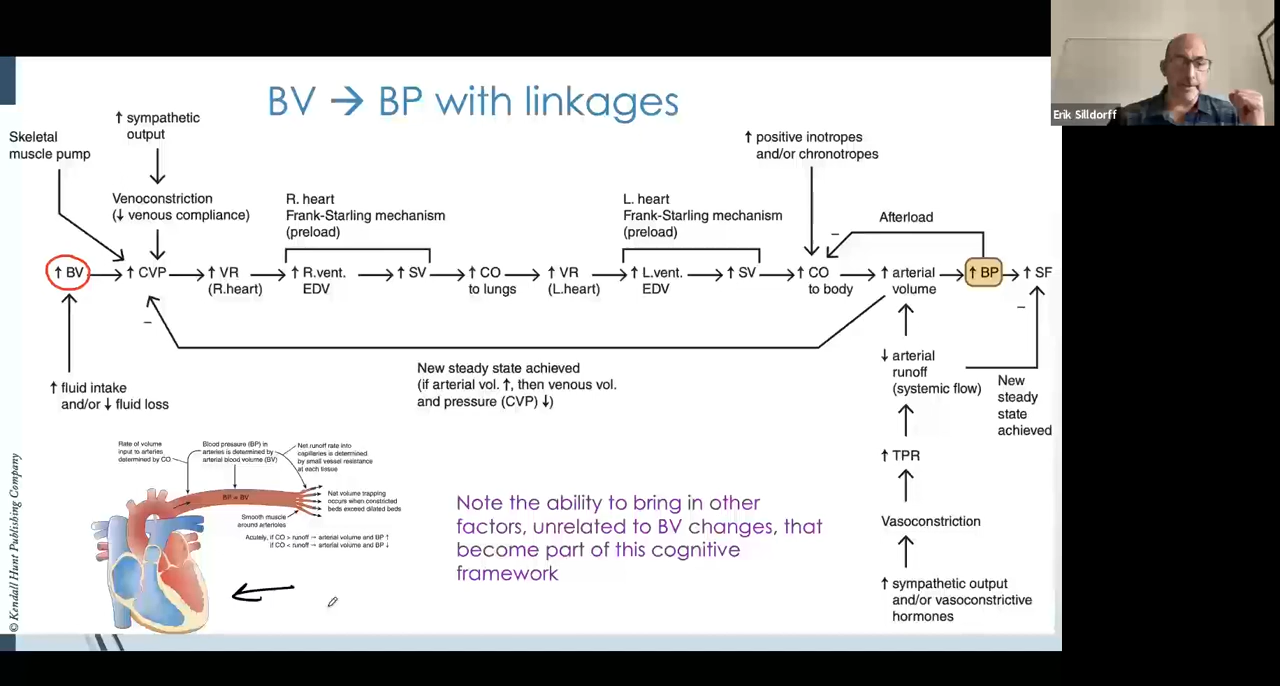 BV → BP with linkages
Erik Silldorff
Skeletal
muscle pump
↑ sympathetic
output
Venoconstriction
(↓ venous compliance)
R. heart
Frank-Starling mechanism
(preload)
L. heart
Frank-Starling mechanism
(preload)
↑ positive inotropes
and/or chronotropes
Afterload
–
↑ BV
↑ CVP
↑ VR
(R.heart)
↑ R.vent.
EDV
↑ SV
↑ CO
to lungs
↑ VR
(L.heart)
↑ L.vent.
EDV
↑ SV
↑ CO
to body
↑ arterial
volume
↑ BP
↑ SF
–
–
New steady state achieved
(if arterial vol. ↑, then venous vol.
and pressure (CVP) ↓)
↑ fluid intake
and/or ↓ fluid loss
↓ arterial
runoff
(systemic flow)
New
steady
state
achieved
↑ TPR
Vasoconstriction
↑ sympathetic output
and/or vasoconstrictive
hormones
Rate of volume
input to arteries
determined by CO
Blood pressure (BP) in
arteries is determined by
arterial blood volume (BV)
Net runoff rate into
capillaries is determined
by small vessel resistance
at each tissue
BP ≈ BV
Net volume trapping
occurs when constricted
beds exceed dilated beds
Smooth muscle
around arterioles
Acutely, if CO > runoff → arterial volume and BP ↑
if CO < runoff → arterial volume and BP ↓
Note the ability to bring in other
factors, unrelated to BV changes, that
become part of this cognitive
framework
© Kendall Hunt Publishing Company